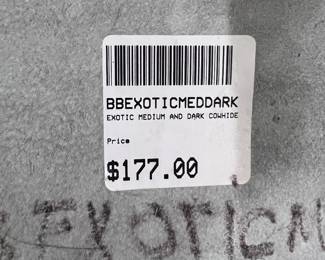 BBEXOTICMEDDARK
EXOTIC MEDIUM AND DARK COWHIDE
Price
$177.00
EXOTICM